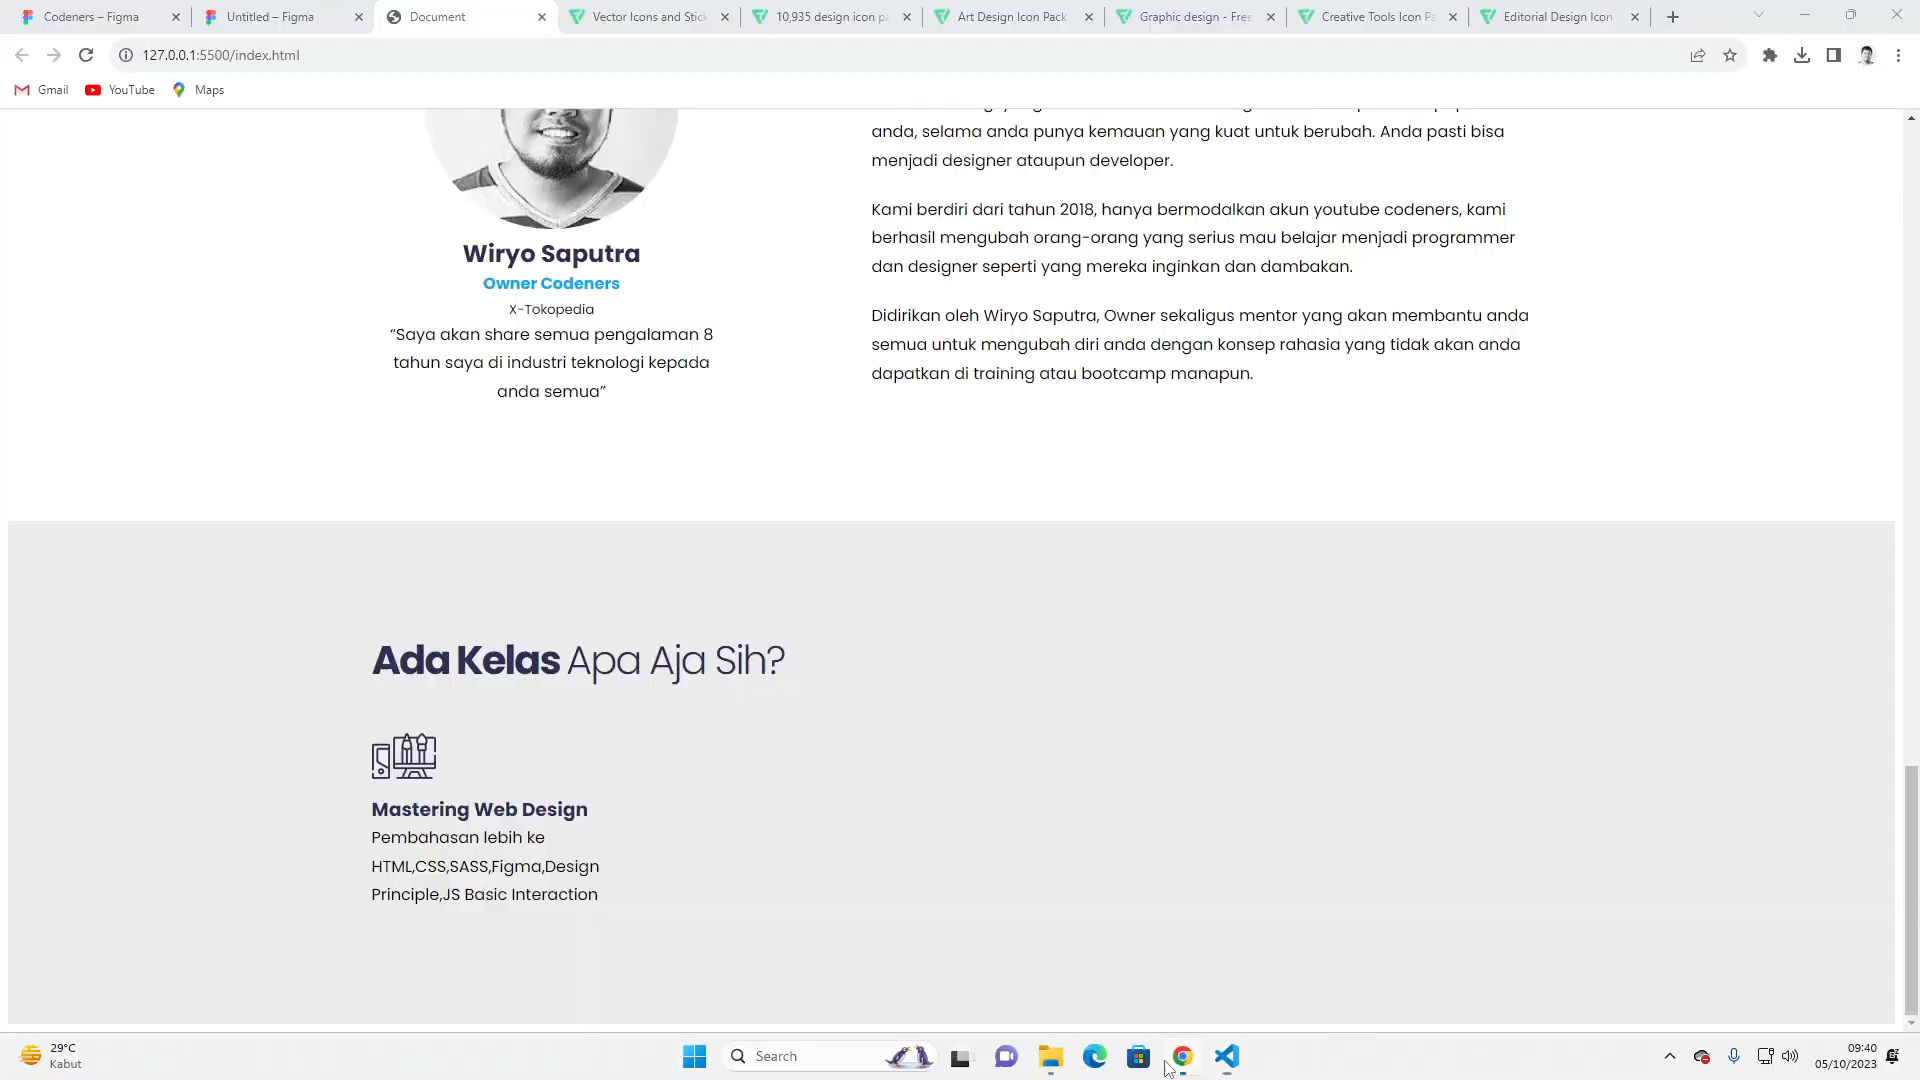 Codeners – Figma
Untitled – Figma
Document
Vector Icons and Stick
10,935 design icon pa
Art Design Icon Pack
Graphic design - Free
Creative Tools Icon Pa
Editorial Design Icon
127.0.0.1:5500/index.html
Gmail
YouTube
Maps
anda, selama anda punya kemauan yang kuat untuk berubah. Anda pasti bisa
menjadi designer ataupun developer.
Kami berdiri dari tahun 2018, hanya bermodalkan akun youtube codeners, kami
berhasil mengubah orang-orang yang serius mau belajar menjadi programmer
dan designer seperti yang mereka inginkan dan dambakan.
Didirikan oleh Wiryo Saputra, Owner sekaligus mentor yang akan membantu anda
semua untuk mengubah diri anda dengan konsep rahasia yang tidak akan anda
dapatkan di training atau bootcamp manapun.
Wiryo Saputra
Owner Codeners
X-Tokopedia
“Saya akan share semua pengalaman 8
tahun saya di industri teknologi kepada
anda semua”
Ada Kelas Apa Aja Sih?
Mastering Web Design
Pembahasan lebih ke
HTML,CSS,SASS,Figma,Design
Principle,JS Basic Interaction
29°C
Kabut
Search
09:40
05/10/2023